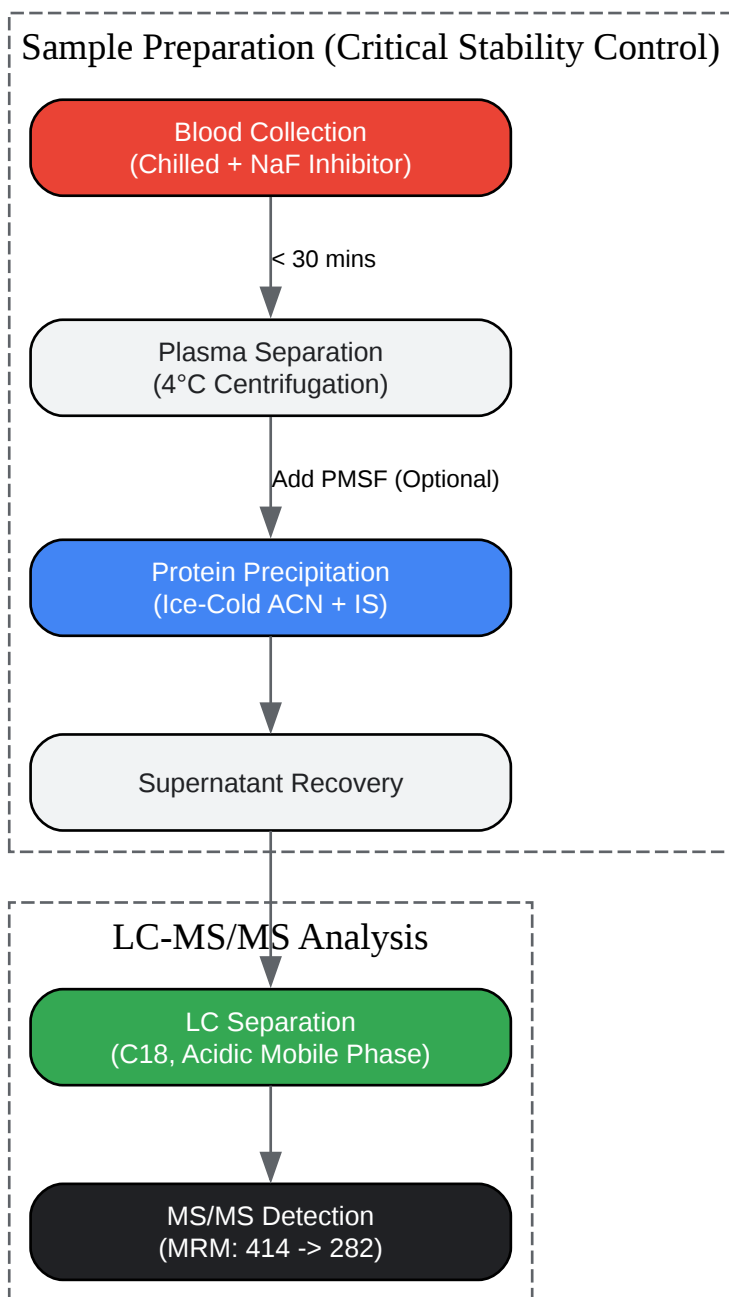 Sample Preparation (Critical Stability Control)
Blood Collection
(Chilled + NaF Inhibitor)
< 30 mins
Plasma Separation
(4°C Centrifugation)
Add PMSF (Optional)
Protein Precipitation
(Ice-Cold ACN + IS)
Supernatant Recovery
LC-MS/MS Analysis
LC Separation
(C18, Acidic Mobile Phase)
MS/MS Detection
(MRM: 414 -> 282)